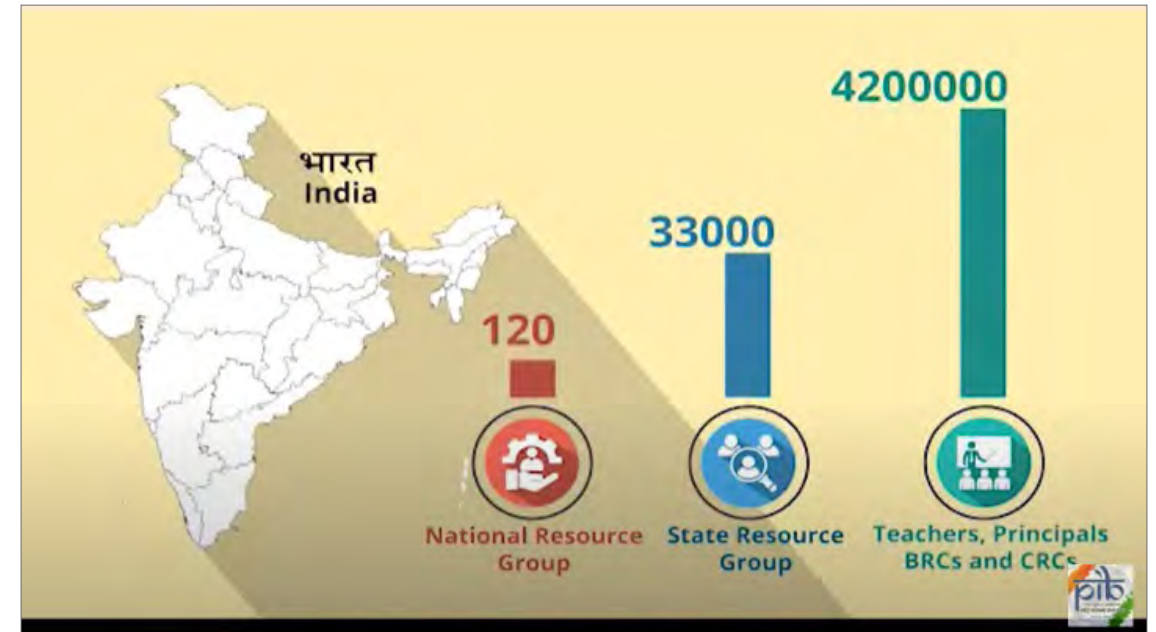 भारत
India
120
33000
4200000
National Resource
Group
State Resource
Group
Teachers, Principals
BRCs and CRCs
pib